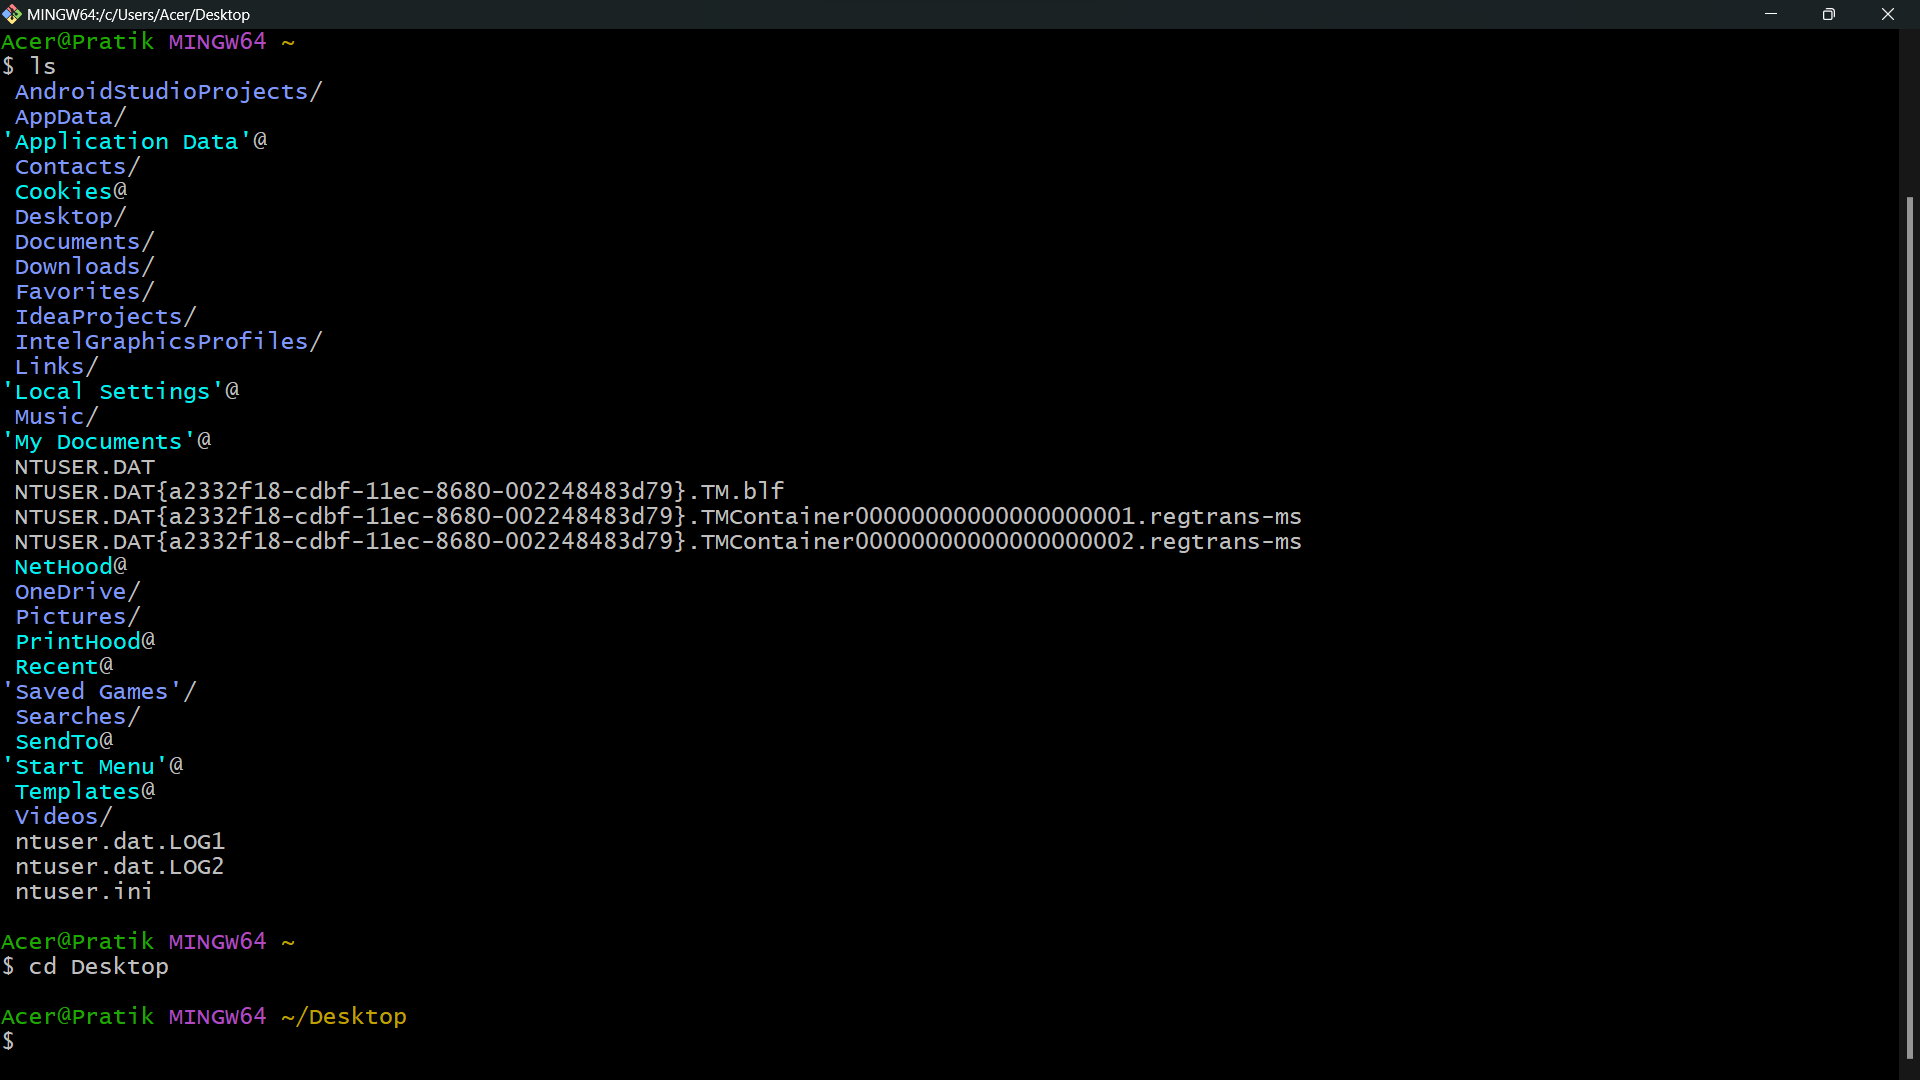 MINGW64:/c/Users/Acer/Desktop
Acer@Pratik MINGW64 ~
$ ls
AndroidStudioProjects/
AppData/
'Application Data'@
Contacts/
Cookies@
Desktop/
Documents/
Downloads/
Favorites/
IdeaProjects/
IntelGraphicsProfiles/
Links/
'Local Settings'@
Music/
'My Documents'@
NTUSER.DAT
NTUSER.DAT{a2332f18-cdbf-11ec-8680-002248483d79}.TM.blf
NTUSER.DAT{a2332f18-cdbf-11ec-8680-002248483d79}.TMContainer00000000000000000001.regtrans-ms
NTUSER.DAT{a2332f18-cdbf-11ec-8680-002248483d79}.TMContainer00000000000000000002.regtrans-ms
NetHood@
OneDrive/
Pictures/
PrintHood@
Recent@
'Saved Games'/
Searches/
SendTo@
'Start Menu'@
Templates@
Videos/
ntuser.dat.LOG1
ntuser.dat.LOG2
ntuser.ini
Acer@Pratik MINGW64 ~
$ cd Desktop
Acer@Pratik MINGW64 ~/Desktop
$